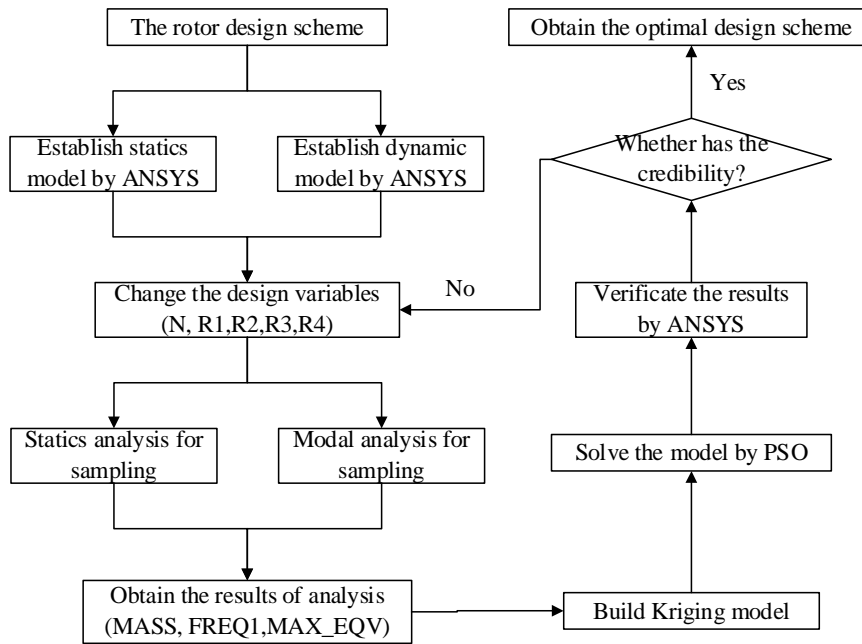 The rotor design scheme
Establish statics
model by ANSYS
Establish dynamic
model by ANSYS
Change the design variables
(N, R1,R2,R3,R4)
Statics analysis for
sampling
Modal analysis for
sampling
Obtain the results of analysis
(MASS, FREQ1,MAX_EQV)
Build Kriging model
Solve the model by PSO
Verificate the results
by ANSYS
Whether has the
credibility?
No
Yes
Obtain the optimal design scheme